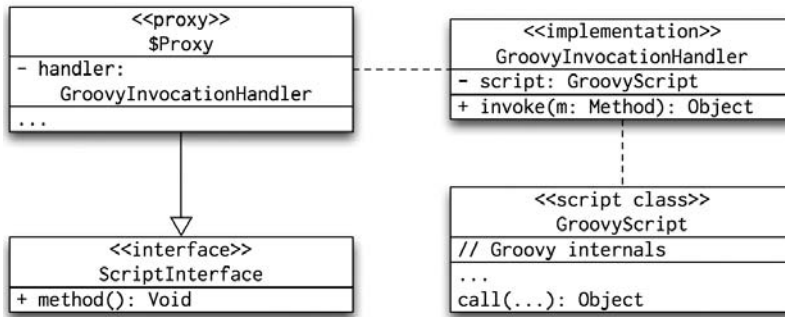 <<proxy>>
$Proxy
- handler:
GroovyInvocationHandler
...
<<implementation>>
GroovyInvocationHandler
- script: GroovyScript
+ invoke(m: Method): Object
<<interface>>
ScriptInterface
+ method(): Void
<<script class>>
GroovyScript
// Groovy internals
...
call(...): Object